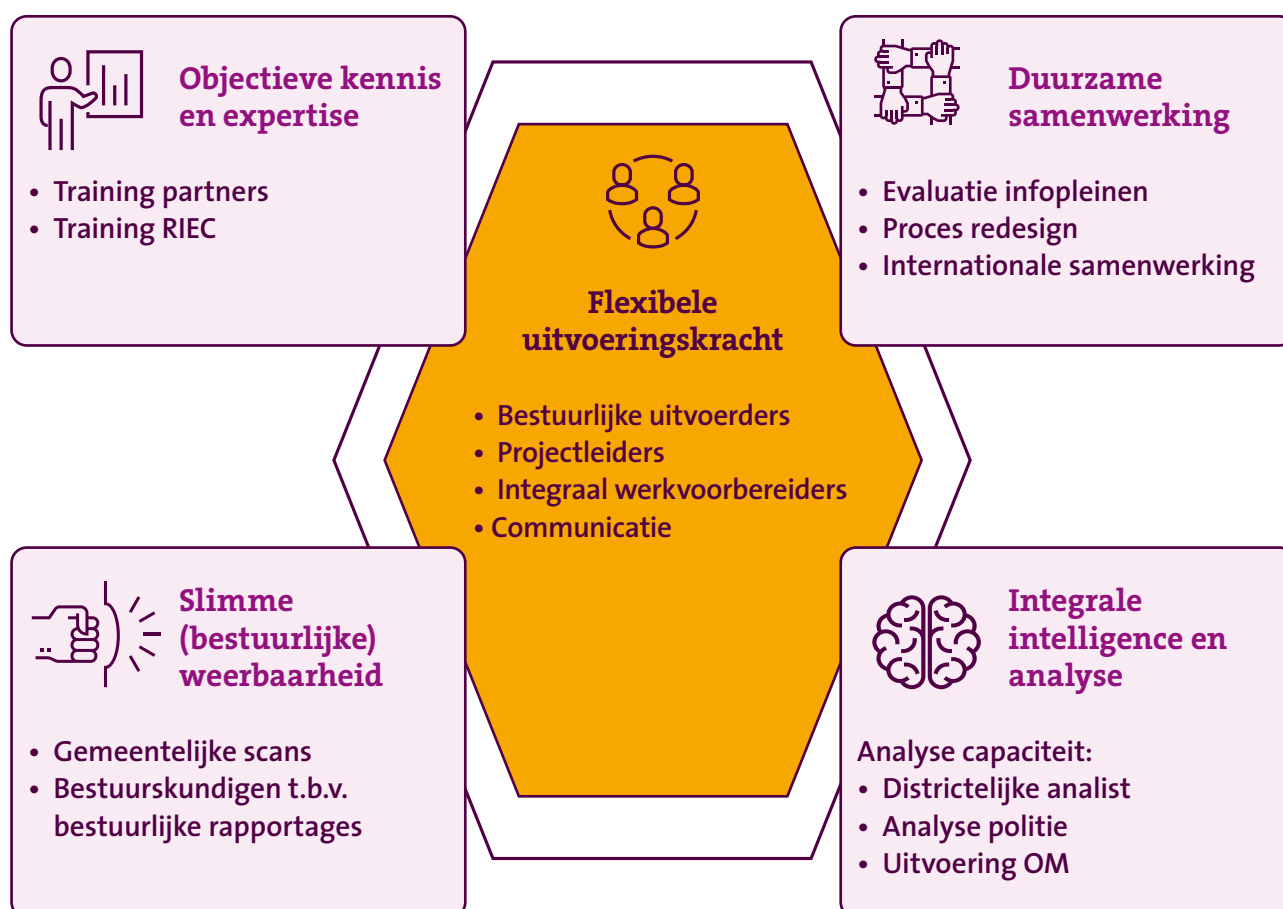 Objectieve kennis
en expertise
• Training partners
• Training RIEC
Duurzame
samenwerking
• Evaluatie infopleinen
• Proces redesign
• Internationale samenwerking
Flexibele
uitvoeringskracht
• Bestuurlijke uitvoerders
• Projectleiders
• Integraal werkvoorbereiders
• Communicatie
Slimme
(bestuurlijke)
weerbaarheid
• Gemeentelijke scans
• Bestuurskundigen t.b.v.
bestuurlijke rapportages
Integrale
intelligence en
analyse
Analyse capaciteit:
• Districtelijke analist
• Analyse politie
• Uitvoering OM